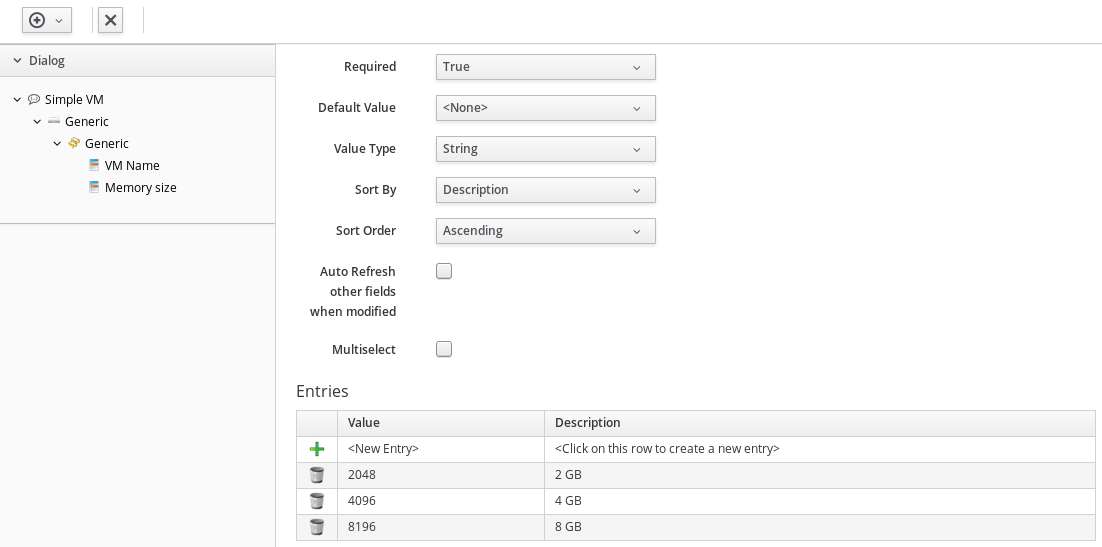 Dialog
Simple VM
Generic
Generic
VM Name
Memory size
Required True
Default Value <None>
Value Type String
Sort By Description
Sort Order Ascending
Auto Refresh
other fields
when modified
Multiselect
Entries
Value Description
<New Entry> <Click on this row to create a new entry>
2048 2 GB
4096 4 GB
8196 8 GB